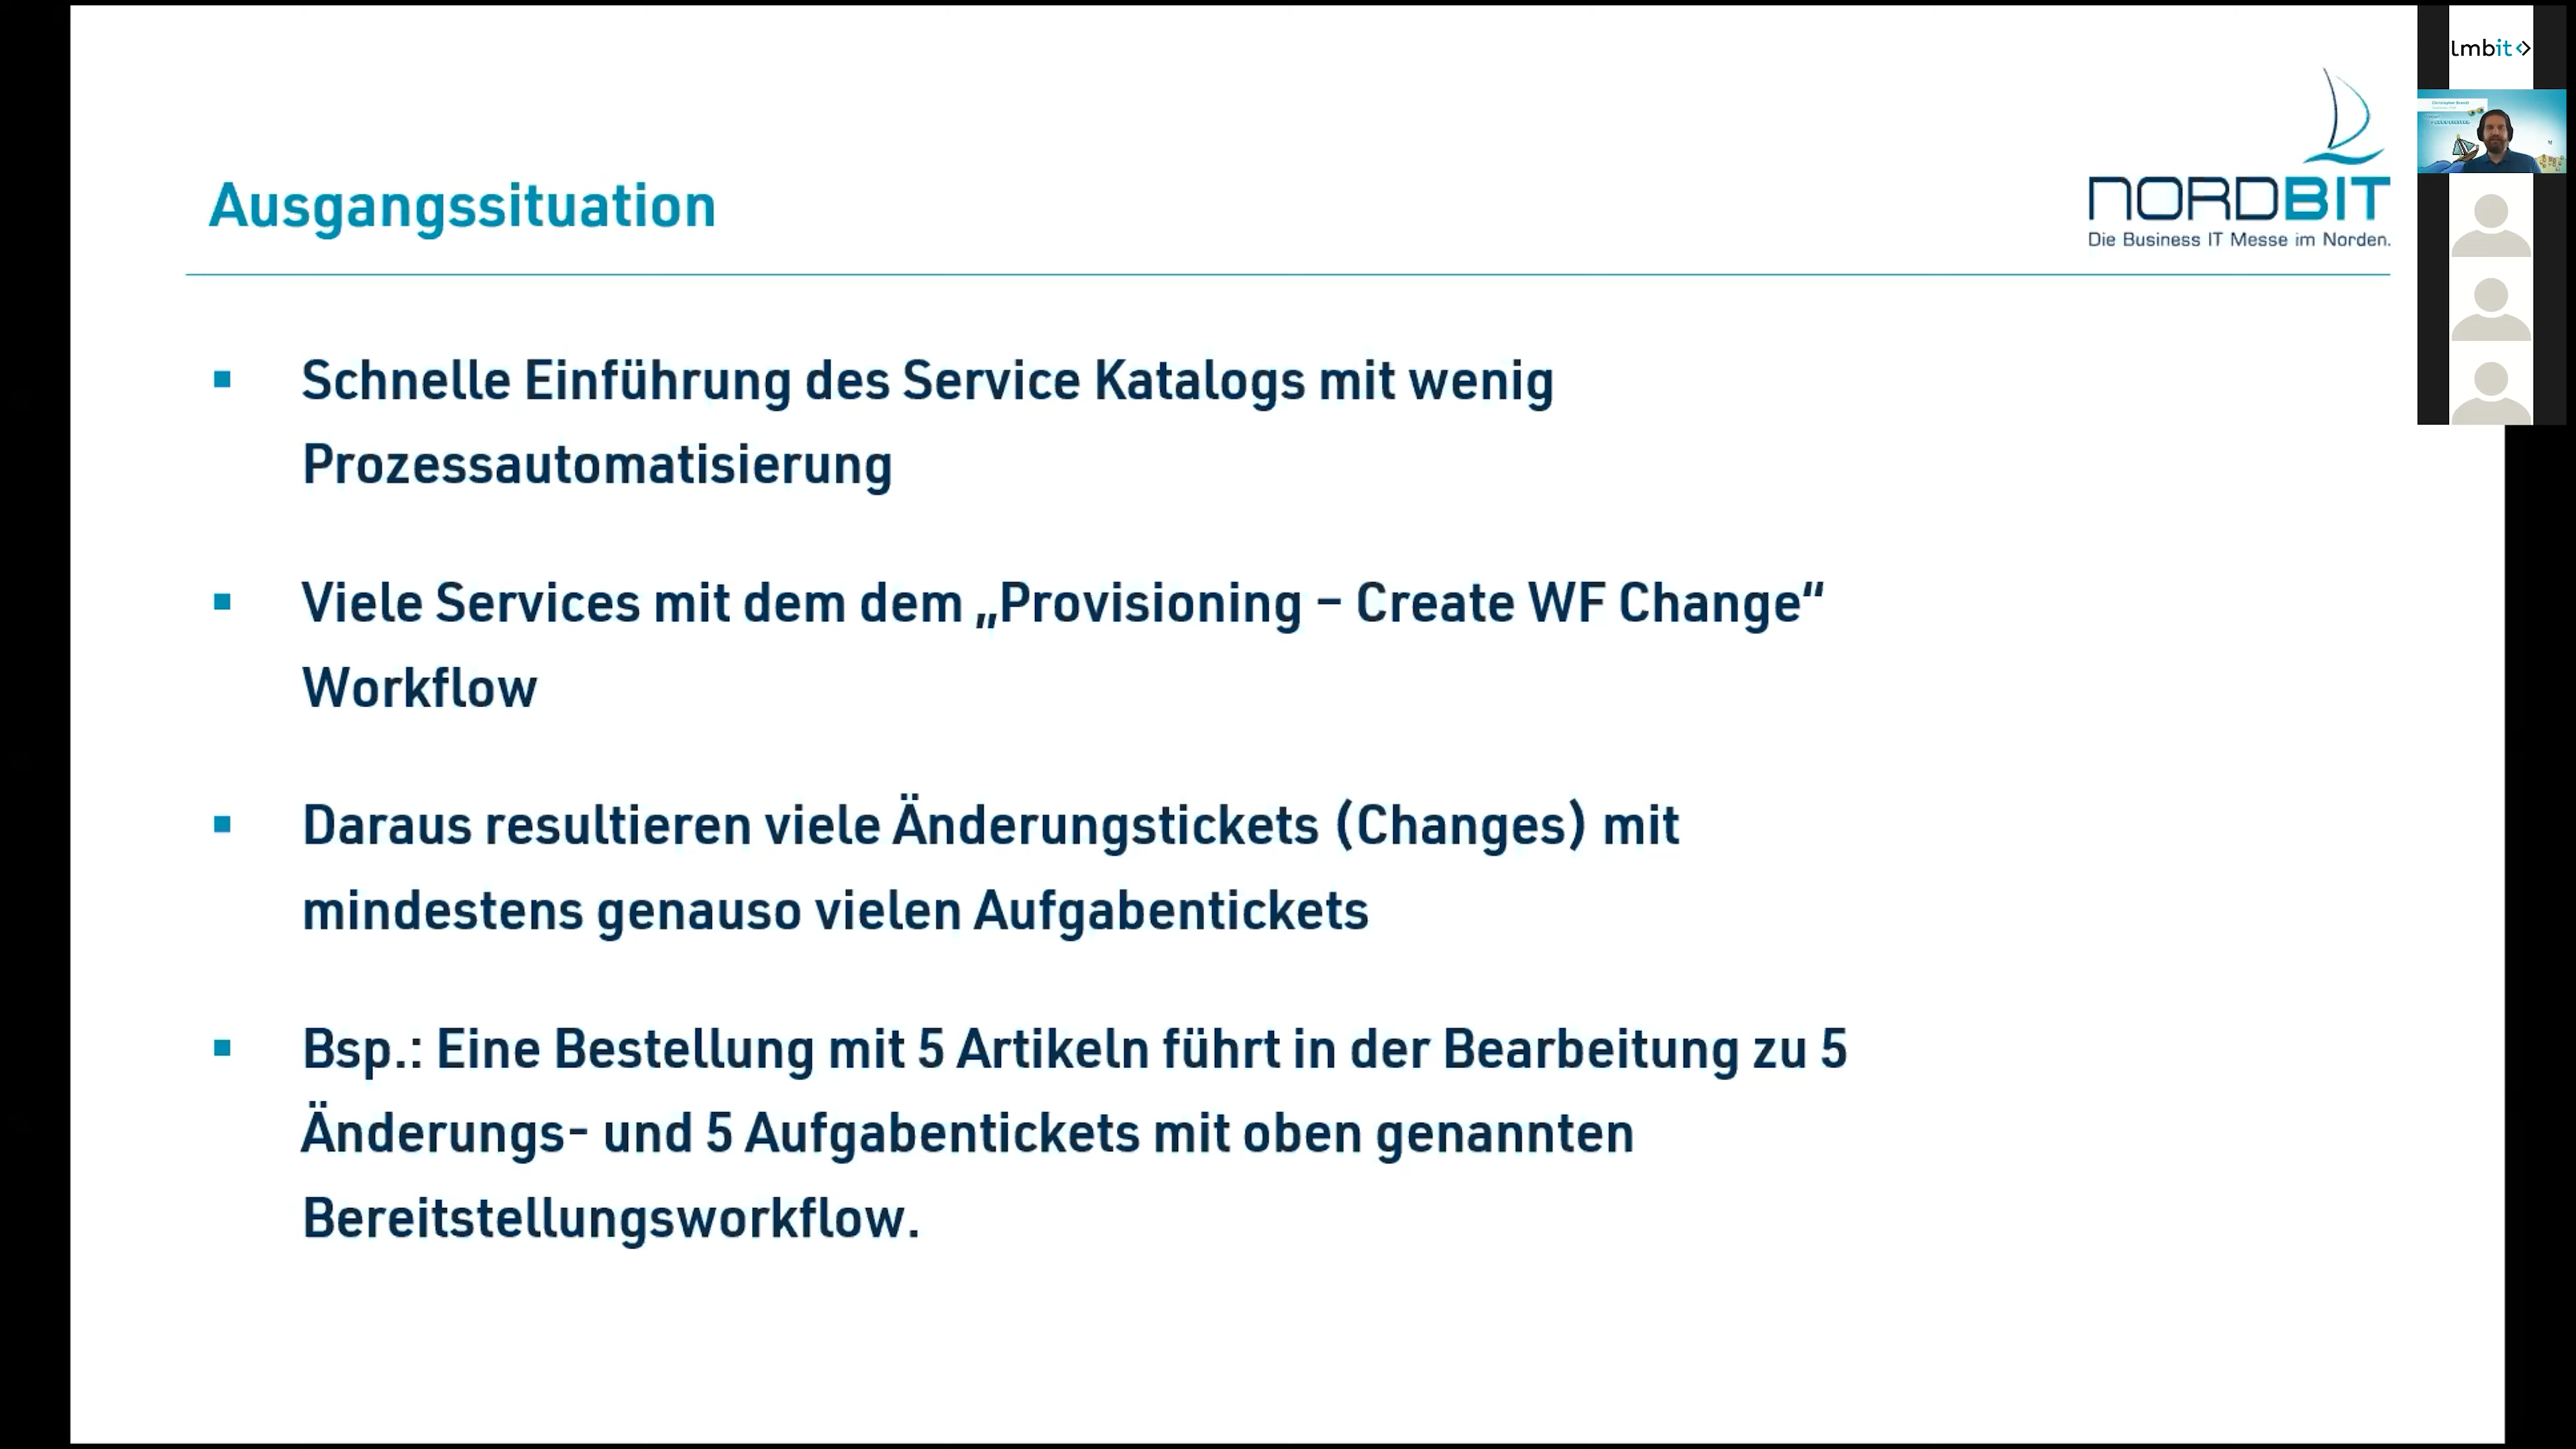 Ausgangssituation
NORDBIT
Die Business IT Messe im Norden.
lmbit
Schnelle Einführung des Service Katalogs mit wenig
Prozessautomatisierung
Viele Services mit dem dem „Provisioning – Create WF Change“
Workflow
Daraus resultieren viele Änderungstickets (Changes) mit
mindestens genauso vielen Aufgabentickets
Bsp.: Eine Bestellung mit 5 Artikeln führt in der Bearbeitung zu 5
Änderungs- und 5 Aufgabentickets mit oben genannten
Bereitstellungsworkflow.